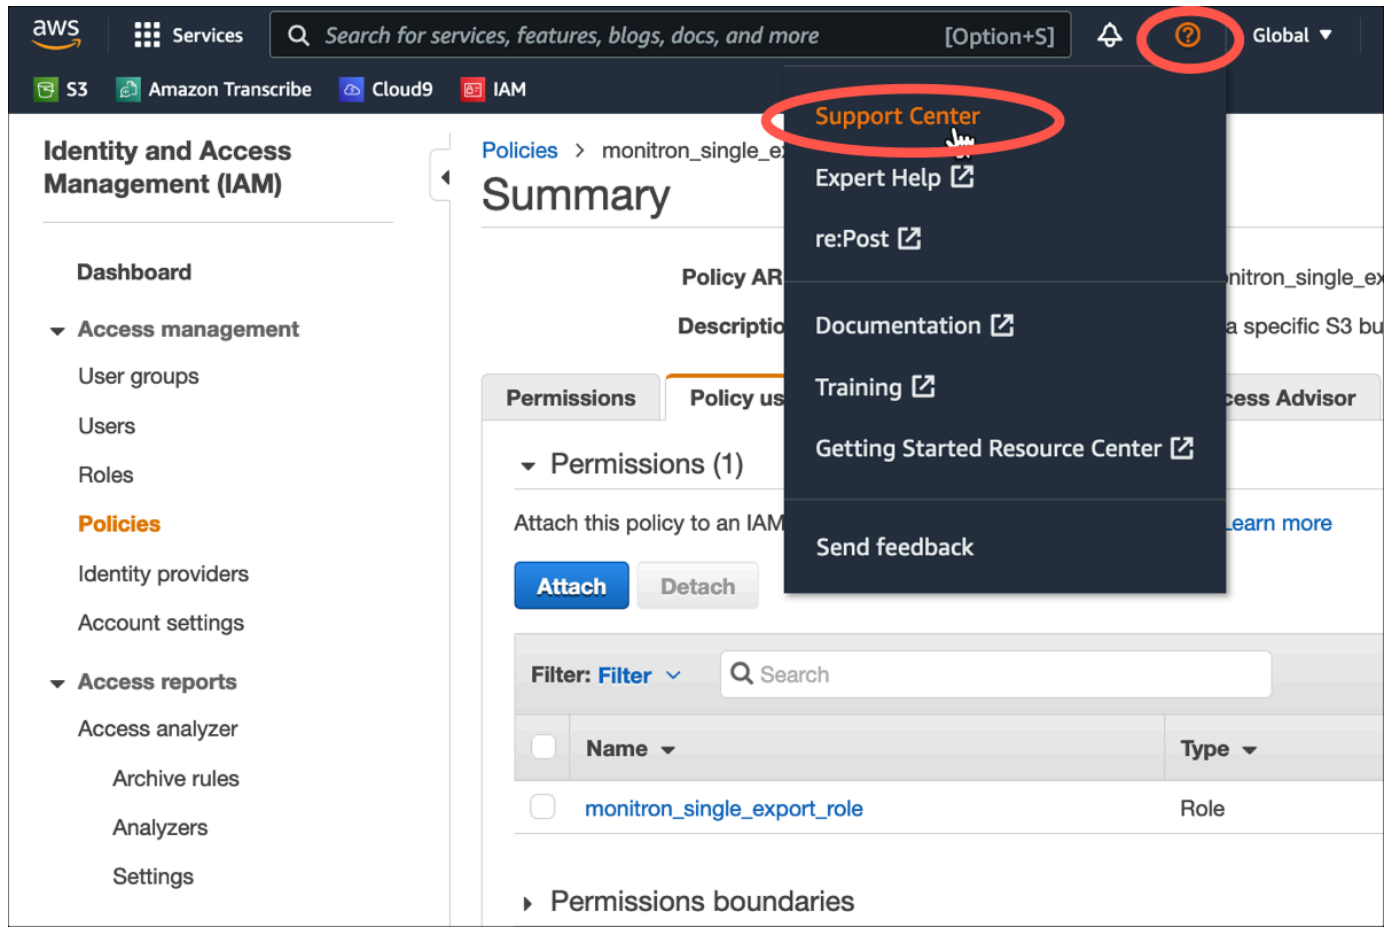 aws
Services
Search for services, features, blogs, docs, and more
[Option+S]
Global
S3
Amazon Transcribe
Cloud9
IAM
Identity and Access
Management (IAM)
Dashboard
Access management
User groups
Users
Roles
Policies
Identity providers
Account settings
Access reports
Access analyzer
Archive rules
Analyzers
Settings
Policies > monitron_single_e
Summary
Policy AR
nitron_single_ex
Descriptio
a specific S3 bu
Permissions
Policy us
cess Advisor
Permissions (1)
Attach this policy to an IAM
Learn more
Attach
Detach
Filter: Filter
Search
Name
Type
monitron_single_export_role
Role
Permissions boundaries
Support Center
Expert Help
re:Post
Documentation
Training
Getting Started Resource Center
Send feedback